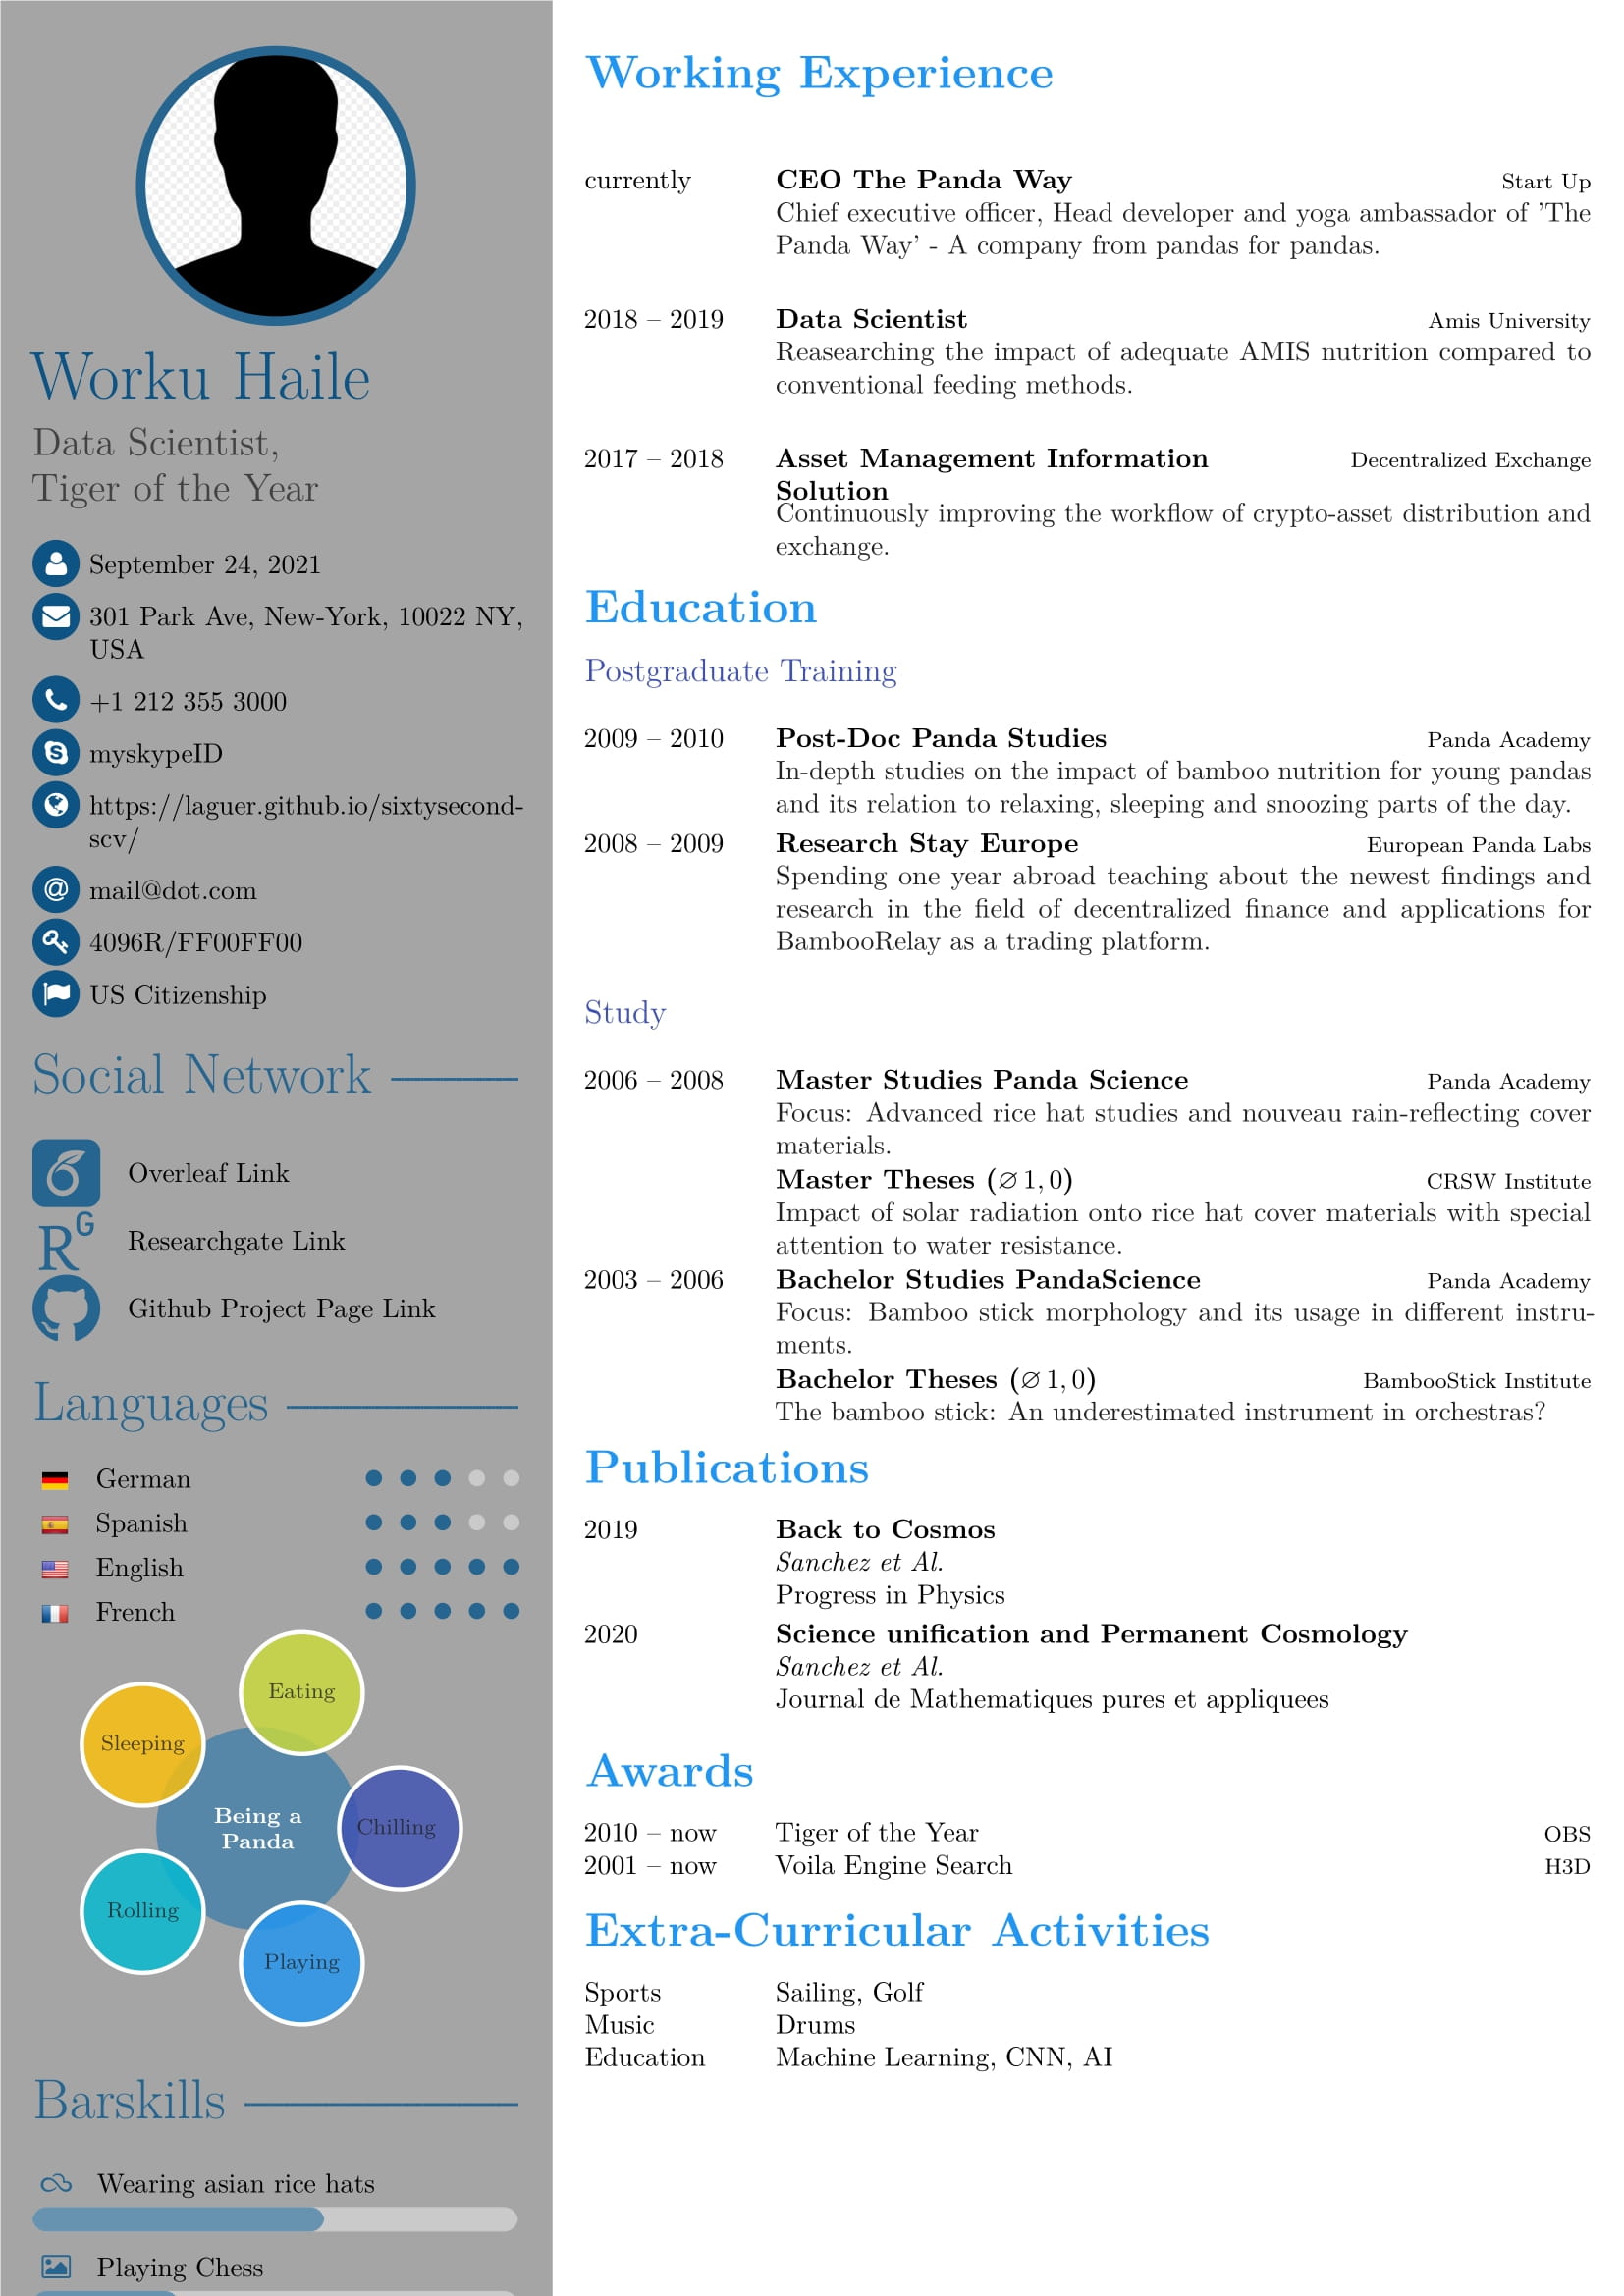 Worku Haile
Data Scientist,
Tiger of the Year
September 24, 2021
301 Park Ave, New-York, 10022 NY,
USA
+1 212 355 3000
myskypeID
https://laguer.github.io/sixtysecond-
scv/
mail@dot.com
4096R/FF00FF00
US Citizenship
Social Network
Overleaf Link
RG Researchgate Link
Github Project Page Link
Languages
German
Spanish
English
French
Eating
Sleeping
Being a
Panda
Chilling
Rolling
Playing
Barskills
Wearing asian rice hats
Playing Chess
Working Experience
currently CEO The Panda Way Start Up
Chief executive officer, Head developer and yoga ambassador of ’The
Panda Way’ - A company from pandas for pandas.
2018 – 2019 Data Scientist Amis University
Reasearching the impact of adequate AMIS nutrition compared to
conventional feeding methods.
2017 – 2018 Asset Management Information Decentralized Exchange
Solution
Continuously improving the workflow of crypto-asset distribution and
exchange.
Education
Postgraduate Training
2009 – 2010 Post-Doc Panda Studies Panda Academy
In-depth studies on the impact of bamboo nutrition for young pandas
and its relation to relaxing, sleeping and snoozing parts of the day.
2008 – 2009 Research Stay Europe European Panda Labs
Spending one year abroad teaching about the newest findings and
research in the field of decentralized finance and applications for
BambooRelay as a trading platform.
Study
2006 – 2008 Master Studies Panda Science Panda Academy
Focus: Advanced rice hat studies and nouveau rain-reflecting cover
materials.
Master Theses (∅ 1, 0) CRSW Institute
Impact of solar radiation onto rice hat cover materials with special
attention to water resistance.
2003 – 2006 Bachelor Studies PandaScience Panda Academy
Focus: Bamboo stick morphology and its usage in different instru-
ments.
Bachelor Theses (∅ 1, 0) BambooStick Institute
The bamboo stick: An underestimated instrument in orchestras?
Publications
2019 Back to Cosmos
Sanchez et Al.
Progress in Physics
2020 Science unification and Permanent Cosmology
Sanchez et Al.
Journal de Mathematiques pures et appliquees
Awards
2010 – now Tiger of the Year OBS
2001 – now Voila Engine Search H3D
Extra-Curricular Activities
Sports Sailing, Golf
Music Drums
Education Machine Learning, CNN, AI